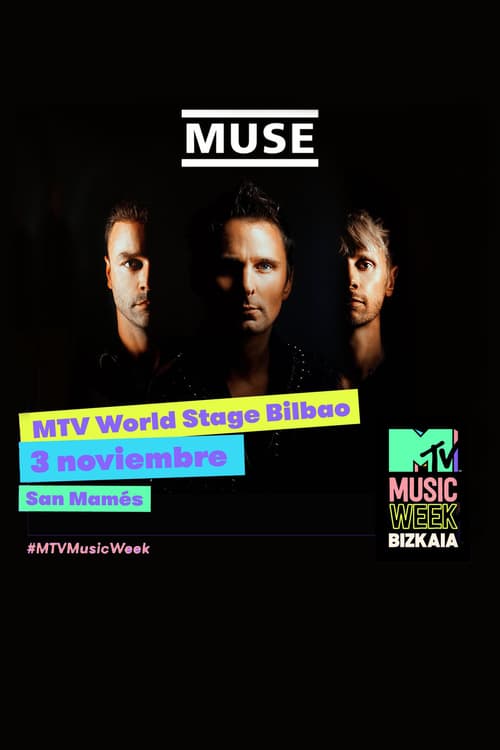 MUSE
MTV World Stage Bilbao
3 noviembre
San Mamés
#MTVMusicWeek
MTV
MUSIC
WEEK
BIZKAIA